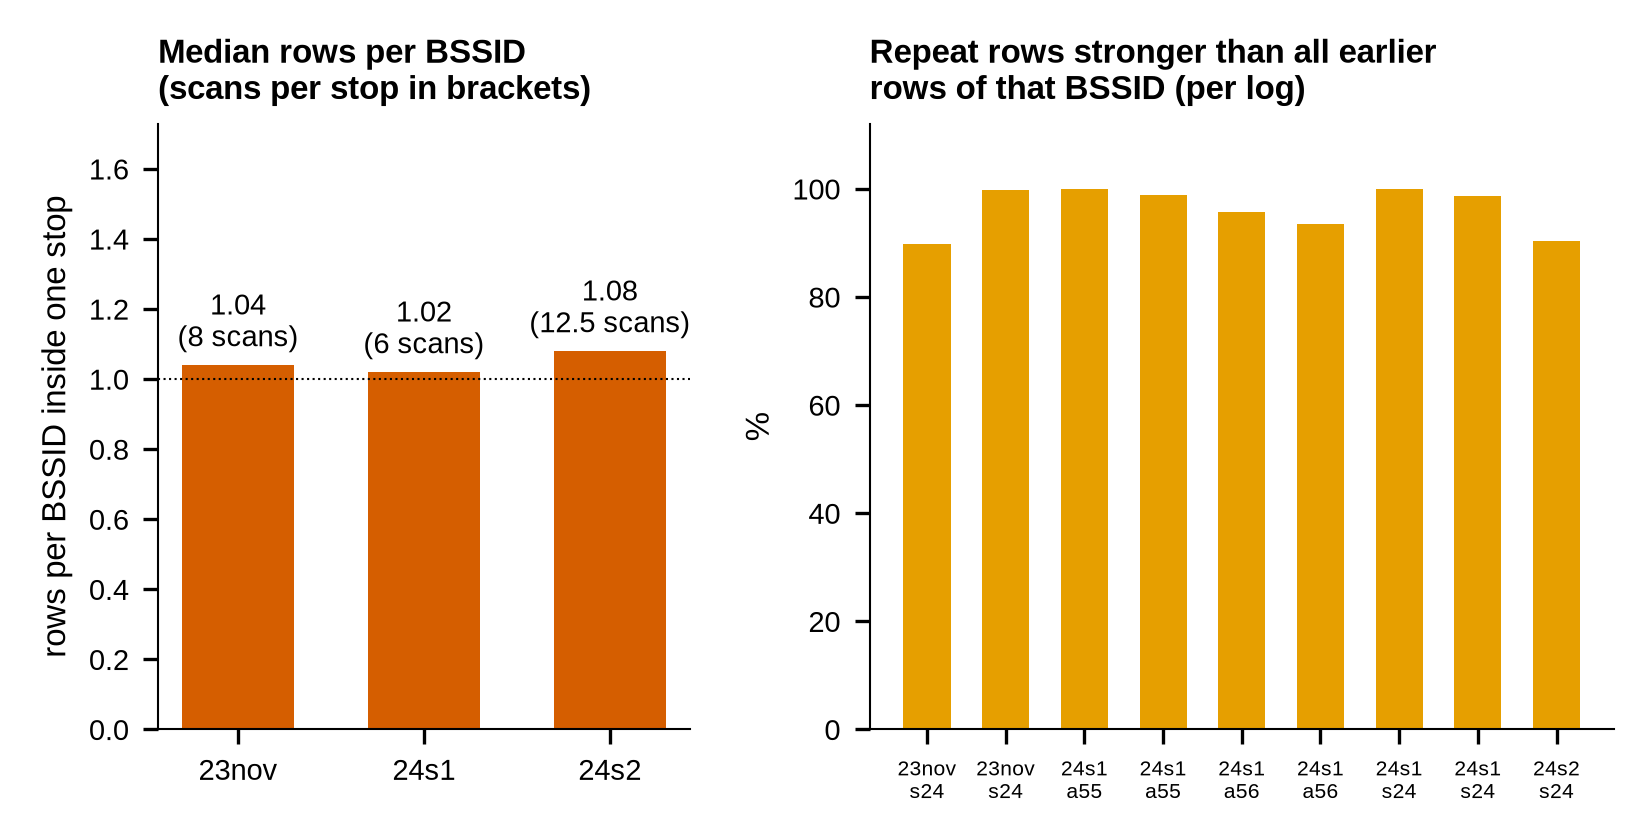 Median rows per BSSID
(scans per stop in brackets)
rows per BSSID inside one stop
1.6
1.4
1.2
1.0
0.8
0.6
0.4
0.2
0.0
1.04
(8 scans)
1.02
(6 scans)
1.08
(12.5 scans)
23nov
24s1
24s2
Repeat rows stronger than all earlier
rows of that BSSID (per log)
%
100
80
60
40
20
0
23nov
s24
23nov
s24
24s1
a55
24s1
a55
24s1
a56
24s1
a56
24s1
s24
24s1
s24
24s2
s24